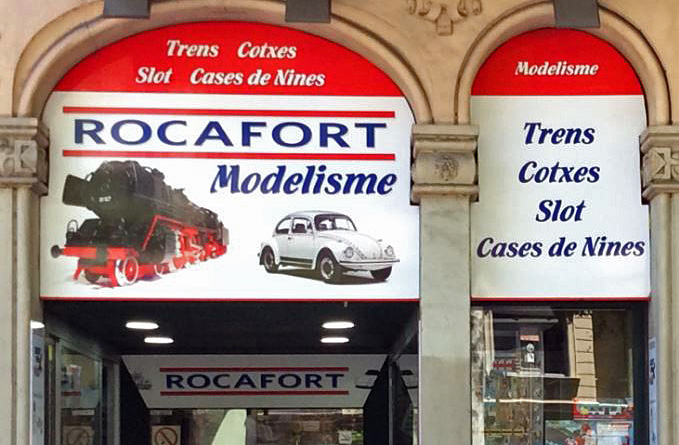 Trens Cotxes
Slot Cases de Nines
ROCAFORT
Modelisme
Modelisme
Trens
Cotxes
Slot
Cases de Nines
ROCAFORT